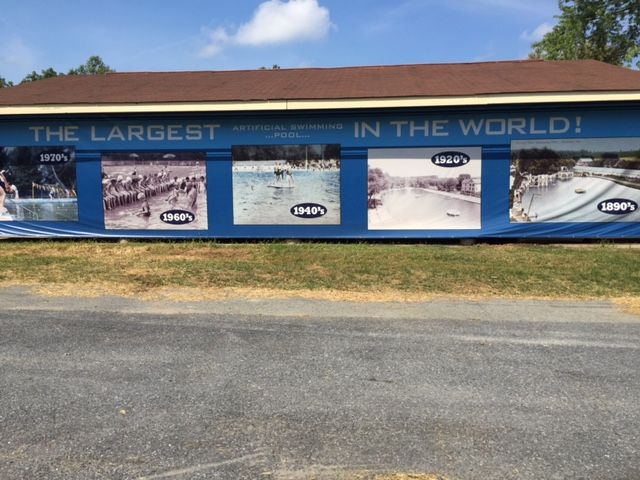 THE LARGEST ARTIFICIAL SWIMMING ...POOL... IN THE WORLD!
1970's
1960's
1940's
1920's
1890's